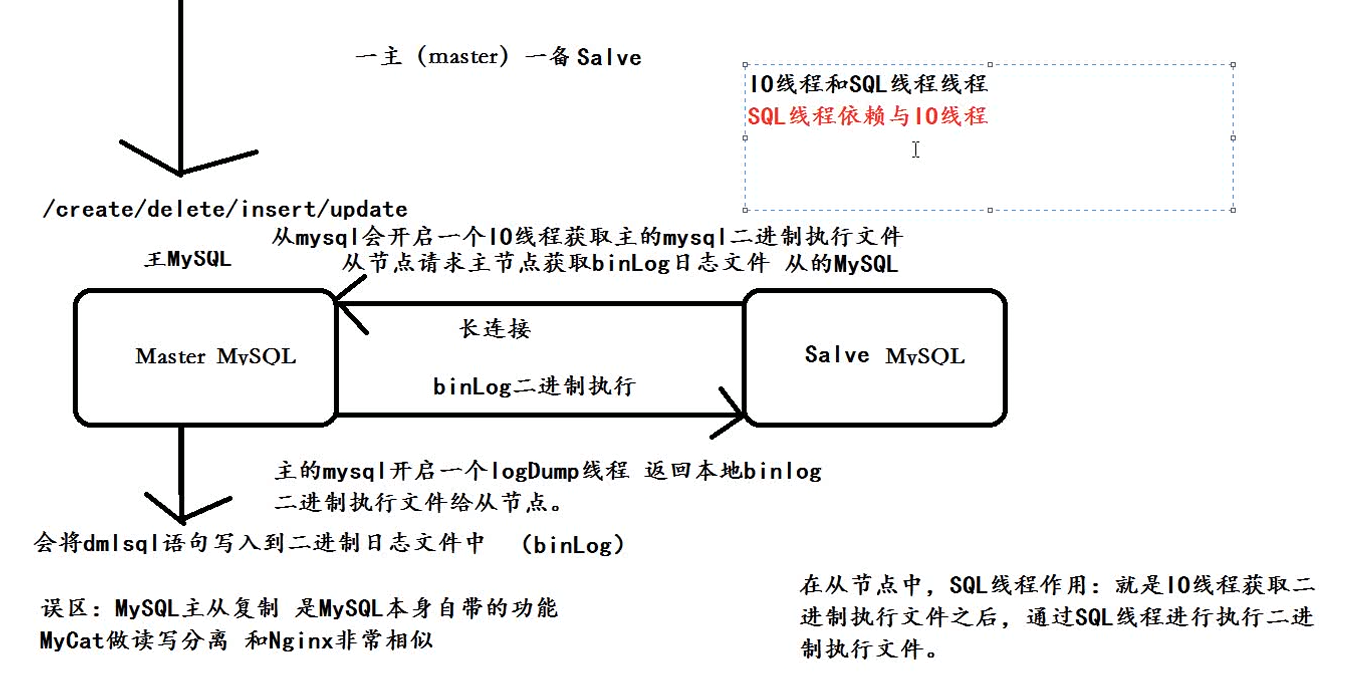 一主（master）一备Salve
IO线程和SQL线程线程
SQL线程依赖与IO线程
/create/delete/insert/update
从mysql会开启一个IO线程获取主的mysql二进制执行文件
主MySQL
从节点请求主节点获取binLog日志文件 从的MySQL
长连接
Master MySQL
Salve MySQL
binLog二进制执行
主的mysql开启一个logDump线程 返回本地binlog
二进制执行文件给从节点。
会将dmlsql语句写入到二进制日志文件中 （binLog）
误区：MySQL主从复制 是MySQL本身自带的功能
MyCat做读写分离 和Nginx非常相似
在从节点中，SQL线程作用：就是IO线程获取二
进制执行文件之后，通过SQL线程进行执行二进
制执行文件。